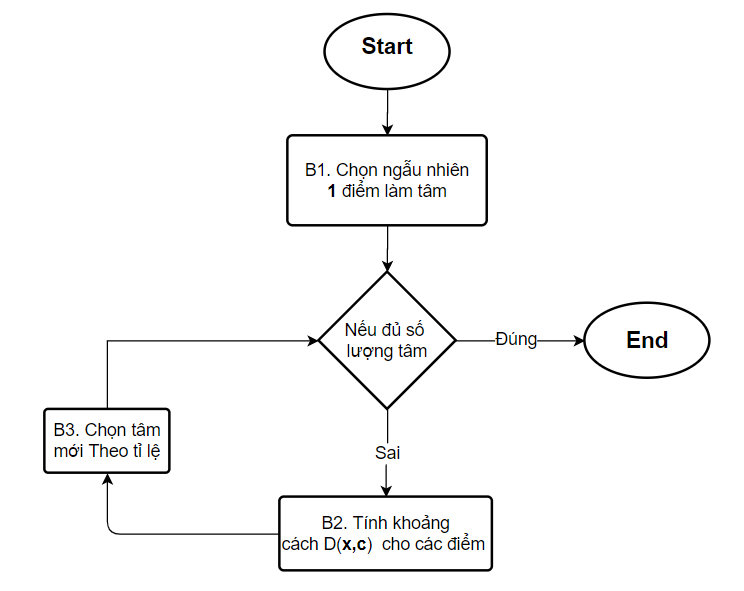 Start
B1. Chọn ngẫu nhiên
1 điểm làm tâm
Nếu đủ số
lượng tâm
Đúng
End
Sai
B2. Tính khoảng
cách D(x,c) cho các điểm
B3. Chọn tâm
mới Theo tỉ lệ